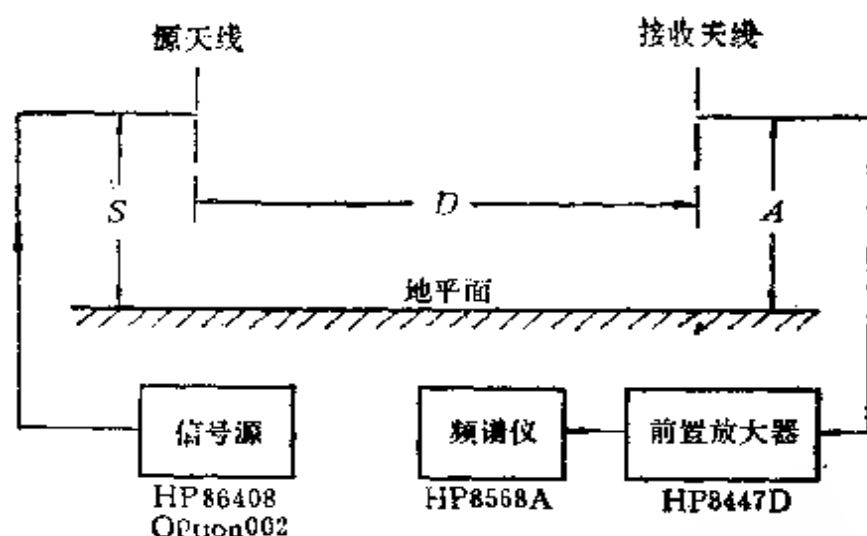 源天线
接收天线
S
D
A
地平面
信号源
频谱仪
前置放大器
HP86408
Option002
HP8568A
HP8447D